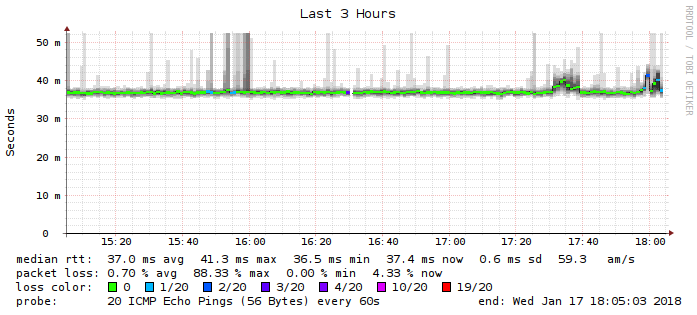 Last 3 Hours
RRDTOOL / TOBI OETIKER
Seconds
50 m
40 m
30 m
20 m
10 m
0
15:20 15:40 16:00 16:20 16:40 17:00 17:20 17:40 18:00
median rtt: 37.0 ms avg 41.3 ms max 36.5 ms min 37.4 ms now 0.6 ms sd 59.3 am/s
packet loss: 0.70 % avg 88.33 % max 0.00 % min 4.33 % now
loss color: 0 1/20 2/20 3/20 4/20 10/20 19/20
probe: 20 ICMP Echo Pings (56 Bytes) every 60s end: Wed Jan 17 18:05:03 2018